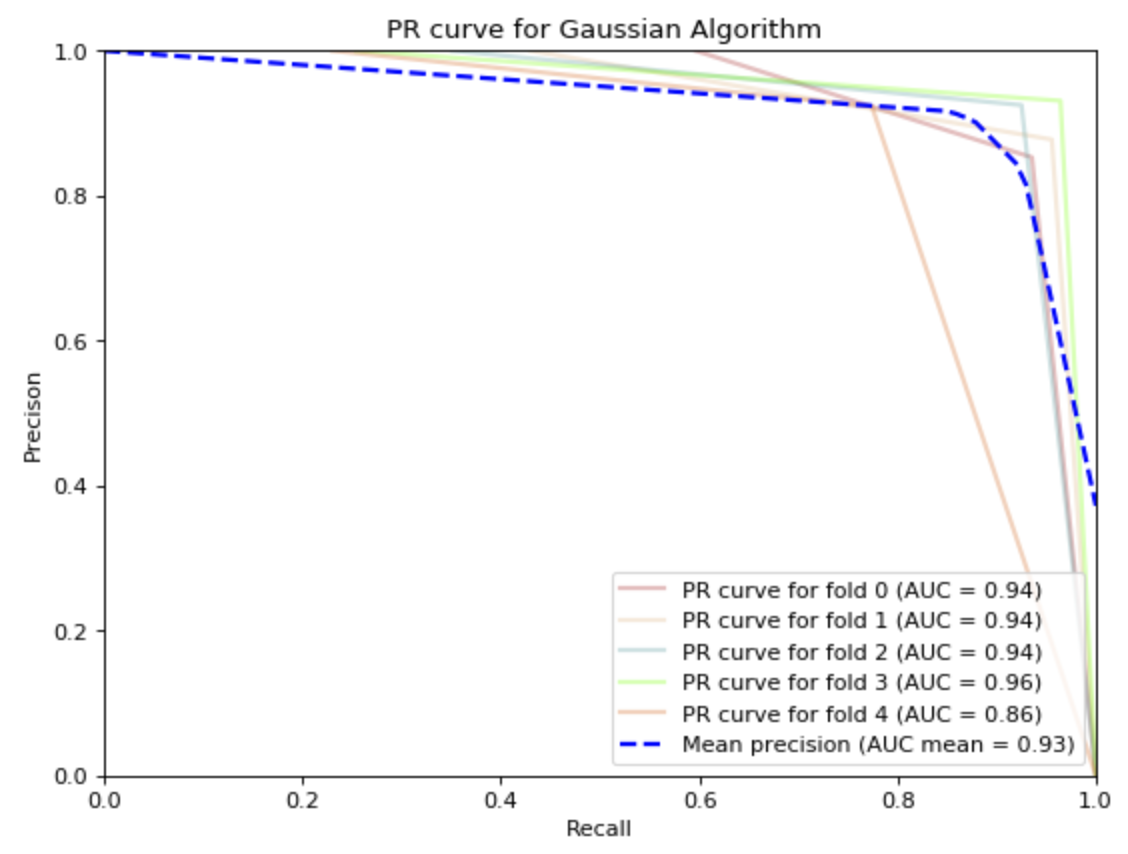 PR curve for Gaussian Algorithm
1.0
0.8
0.6
0.4
0.2
0.0
Precison
0.0 0.2 0.4 0.6 0.8 1.0
Recall
PR curve for fold 0 (AUC = 0.94)
PR curve for fold 1 (AUC = 0.94)
PR curve for fold 2 (AUC = 0.94)
PR curve for fold 3 (AUC = 0.96)
PR curve for fold 4 (AUC = 0.86)
Mean precision (AUC mean = 0.93)